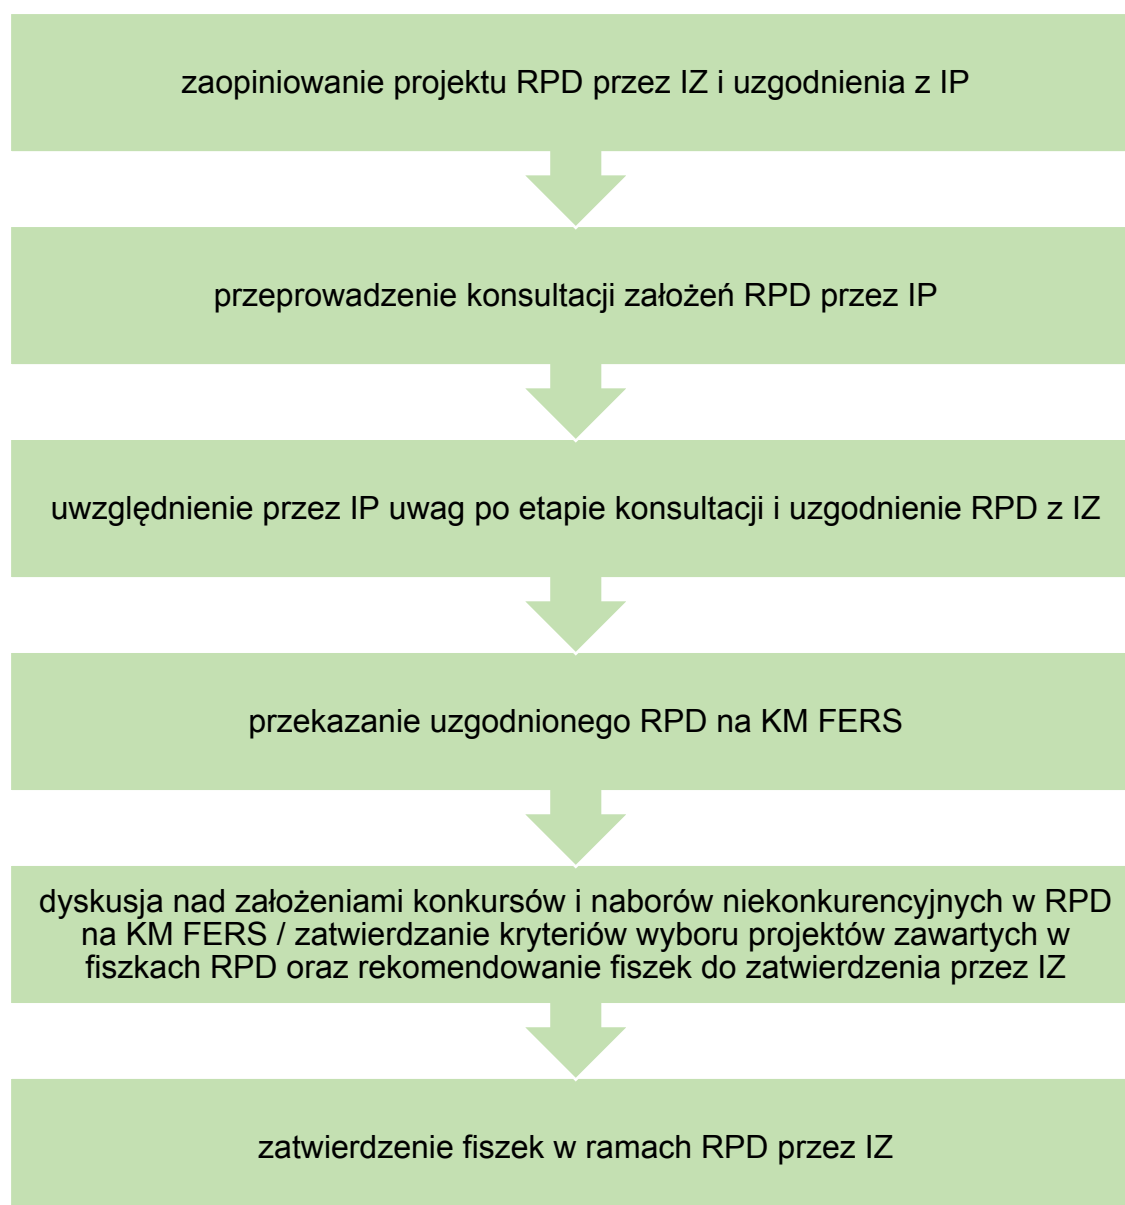 zaopiniowanie projektu RPD przez IZ i uzgodnienia z IP
przeprowadzenie konsultacji założeń RPD przez IP
uwzględnienie przez IP uwag po etapie konsultacji i uzgodnienie RPD z IZ
przekazanie uzgodnionego RPD na KM FERS
dyskusja nad założeniami konkursów i naborów niekonkurencyjnych w RPD
na KM FERS / zatwierdzanie kryteriów wyboru projektów zawartych w
fiszkach RPD oraz rekomendowanie fiszek do zatwierdzenia przez IZ
zatwierdzenie fiszek w ramach RPD przez IZ